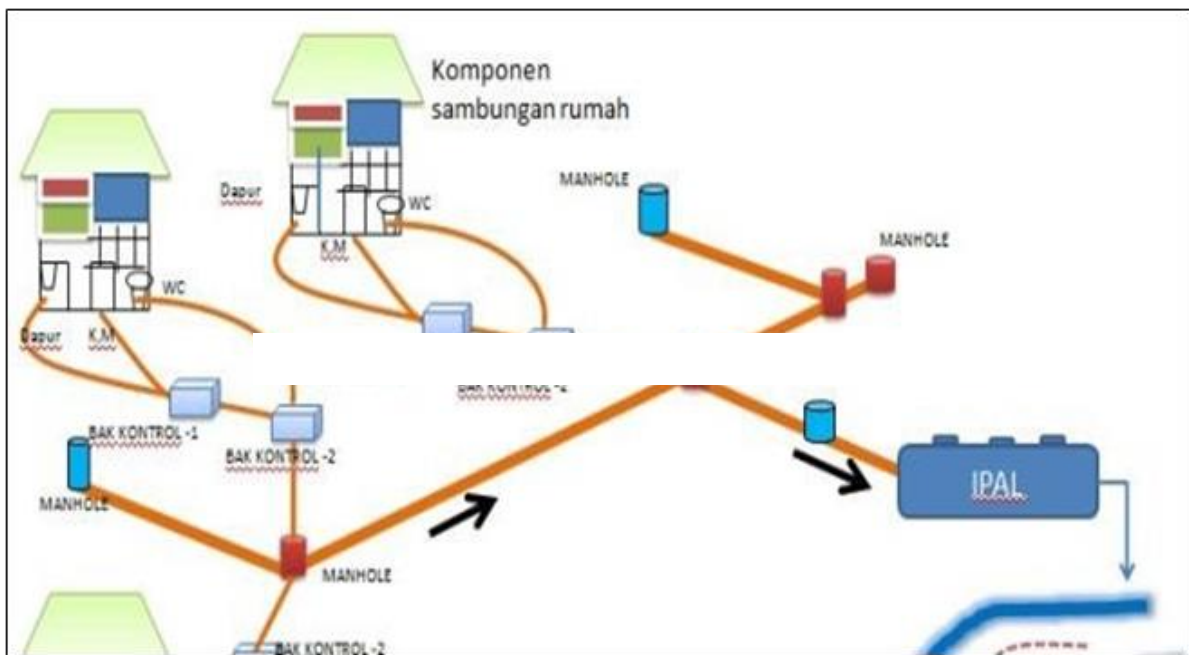 Komponen
sambungan rumah
MANHOLE
Dapur
WC
MANHOLE
K.M
WC
Dapur
K.M
BAK KONTROL -1
BAK KONTROL -2
MANHOLE
IPAL
MANHOLE
BAK KONTROL -2